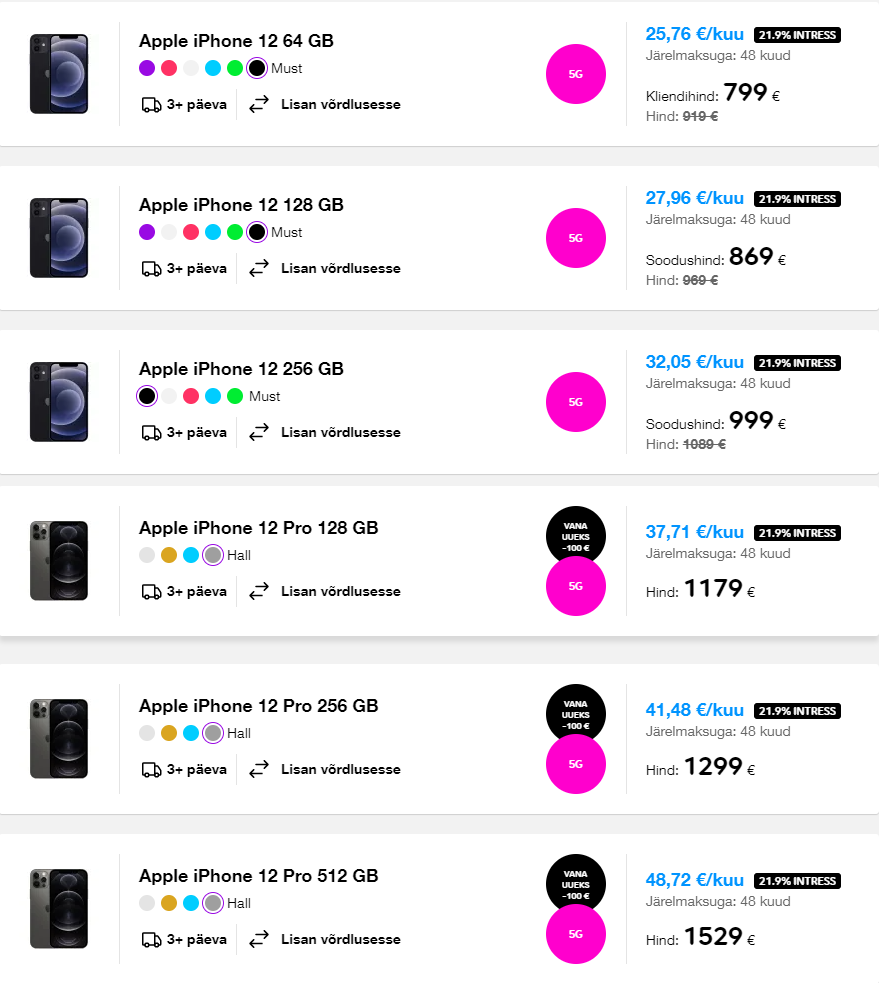 Apple iPhone 12 64 GB
Must
3+ päeva
Lisan võrdlusesse
5G
25,76 €/kuu 21.9% INTRESS
Järelmaksuga: 48 kuud
Kliendihind: 799 €
Hind: 919 €
Apple iPhone 12 128 GB
Must
3+ päeva
Lisan võrdlusesse
5G
27,96 €/kuu 21.9% INTRESS
Järelmaksuga: 48 kuud
Soodushind: 869 €
Hind: 969 €
Apple iPhone 12 256 GB
Must
3+ päeva
Lisan võrdlusesse
5G
32,05 €/kuu 21.9% INTRESS
Järelmaksuga: 48 kuud
Soodushind: 999 €
Hind: 1089 €
Apple iPhone 12 Pro 128 GB
Hall
3+ päeva
Lisan võrdlusesse
VANA
UUEKS
-100 €
5G
37,71 €/kuu 21.9% INTRESS
Järelmaksuga: 48 kuud
Hind: 1179 €
Apple iPhone 12 Pro 256 GB
Hall
3+ päeva
Lisan võrdlusesse
VANA
UUEKS
-100 €
5G
41,48 €/kuu 21.9% INTRESS
Järelmaksuga: 48 kuud
Hind: 1299 €
Apple iPhone 12 Pro 512 GB
Hall
3+ päeva
Lisan võrdlusesse
VANA
UUEKS
-100 €
5G
48,72 €/kuu 21.9% INTRESS
Järelmaksuga: 48 kuud
Hind: 1529 €